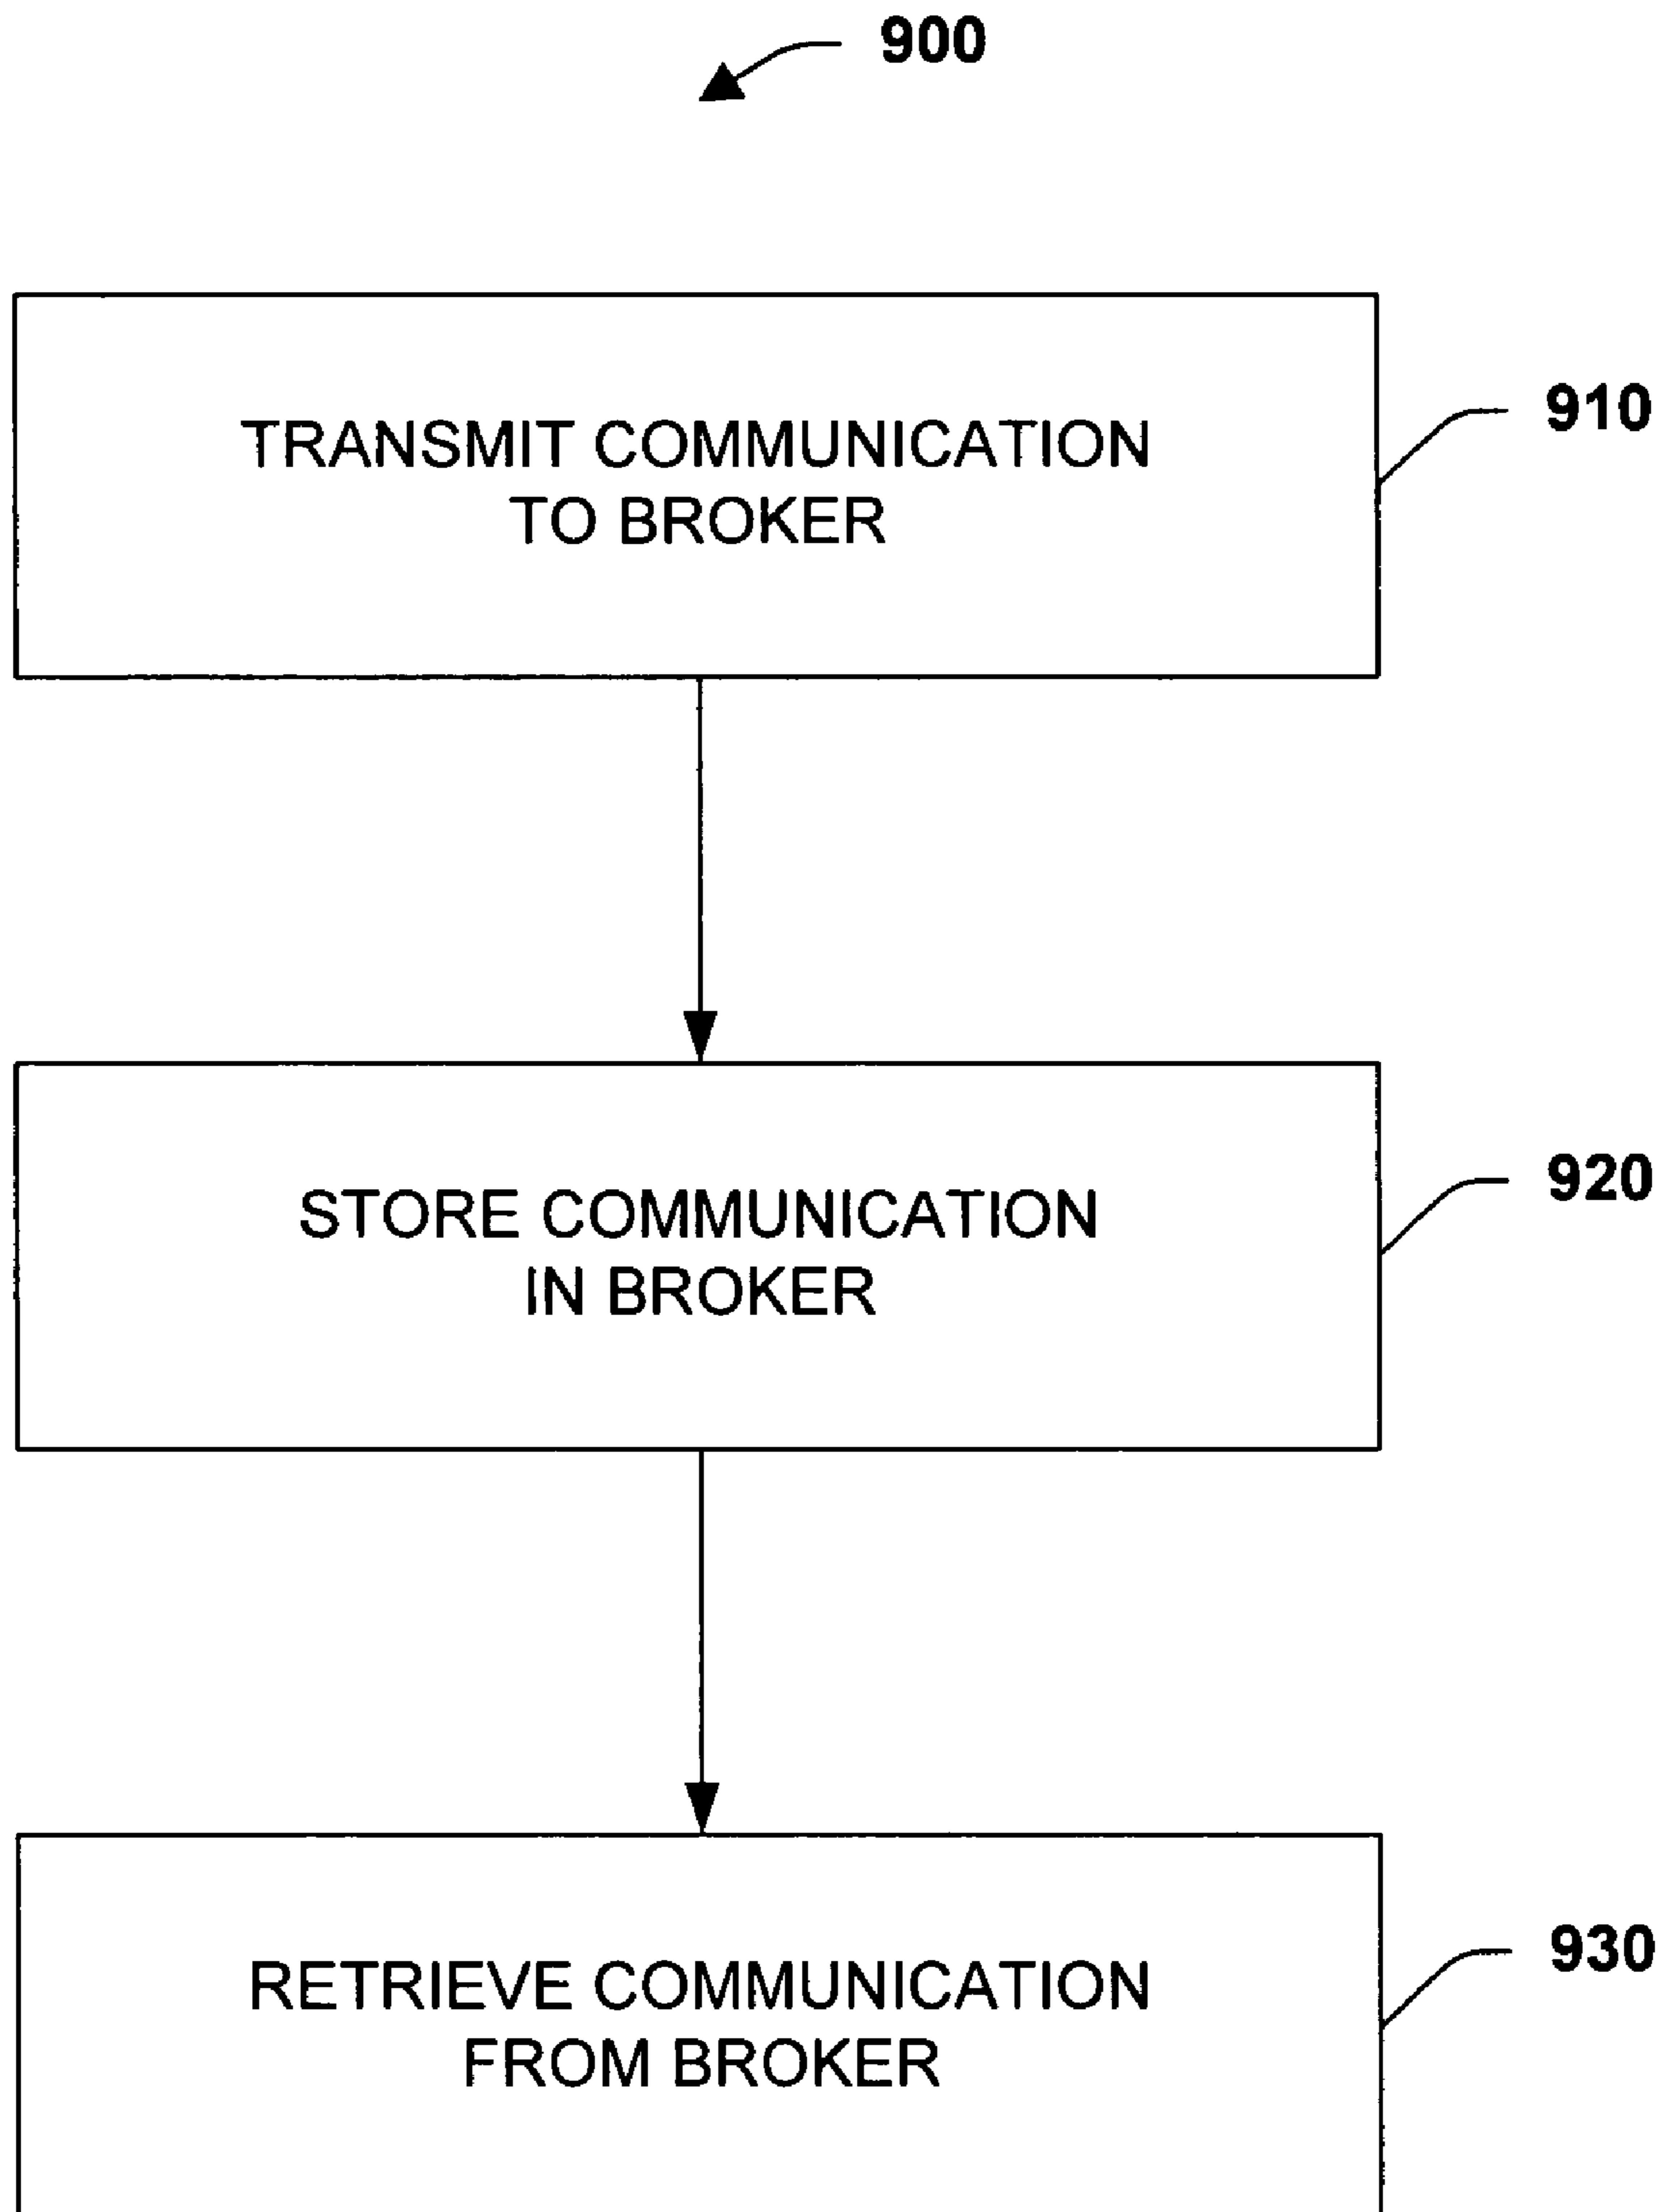 900
TRANSMIT COMMUNICATION
TO BROKER
910
STORE COMMUNICATION
IN BROKER
920
RETRIEVE COMMUNICATION
FROM BROKER
930